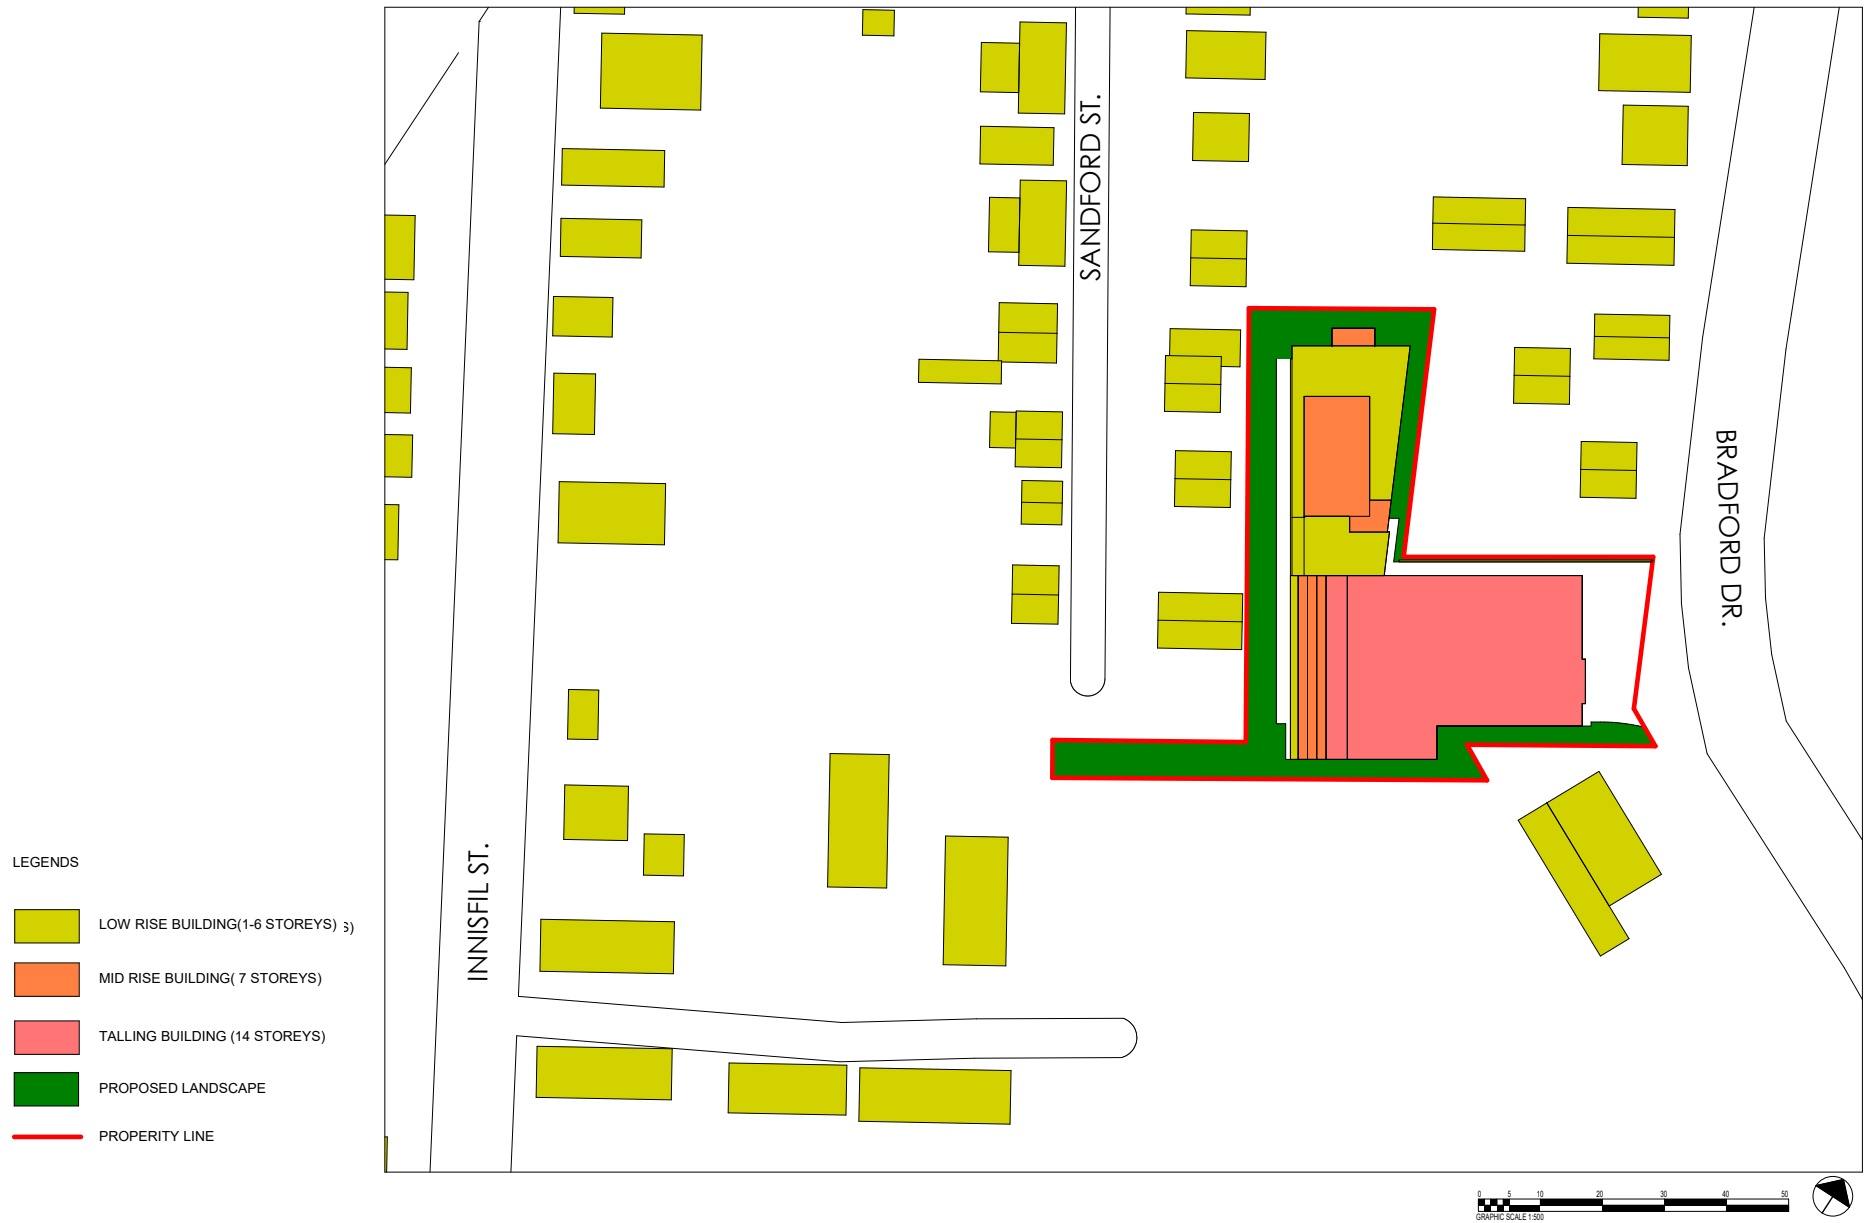 SANDFORD ST.
BRADFORD DR.
INNISFIL ST.
LEGENDS
LOW RISE BUILDING(1-6 STOREYS) S)
MID RISE BUILDING( 7 STOREYS)
TALLING BUILDING (14 STOREYS)
PROPOSED LANDSCAPE
PROPERITY LINE
0 5 10 20 30 40 50
GRAPHIC SCALE 1:500